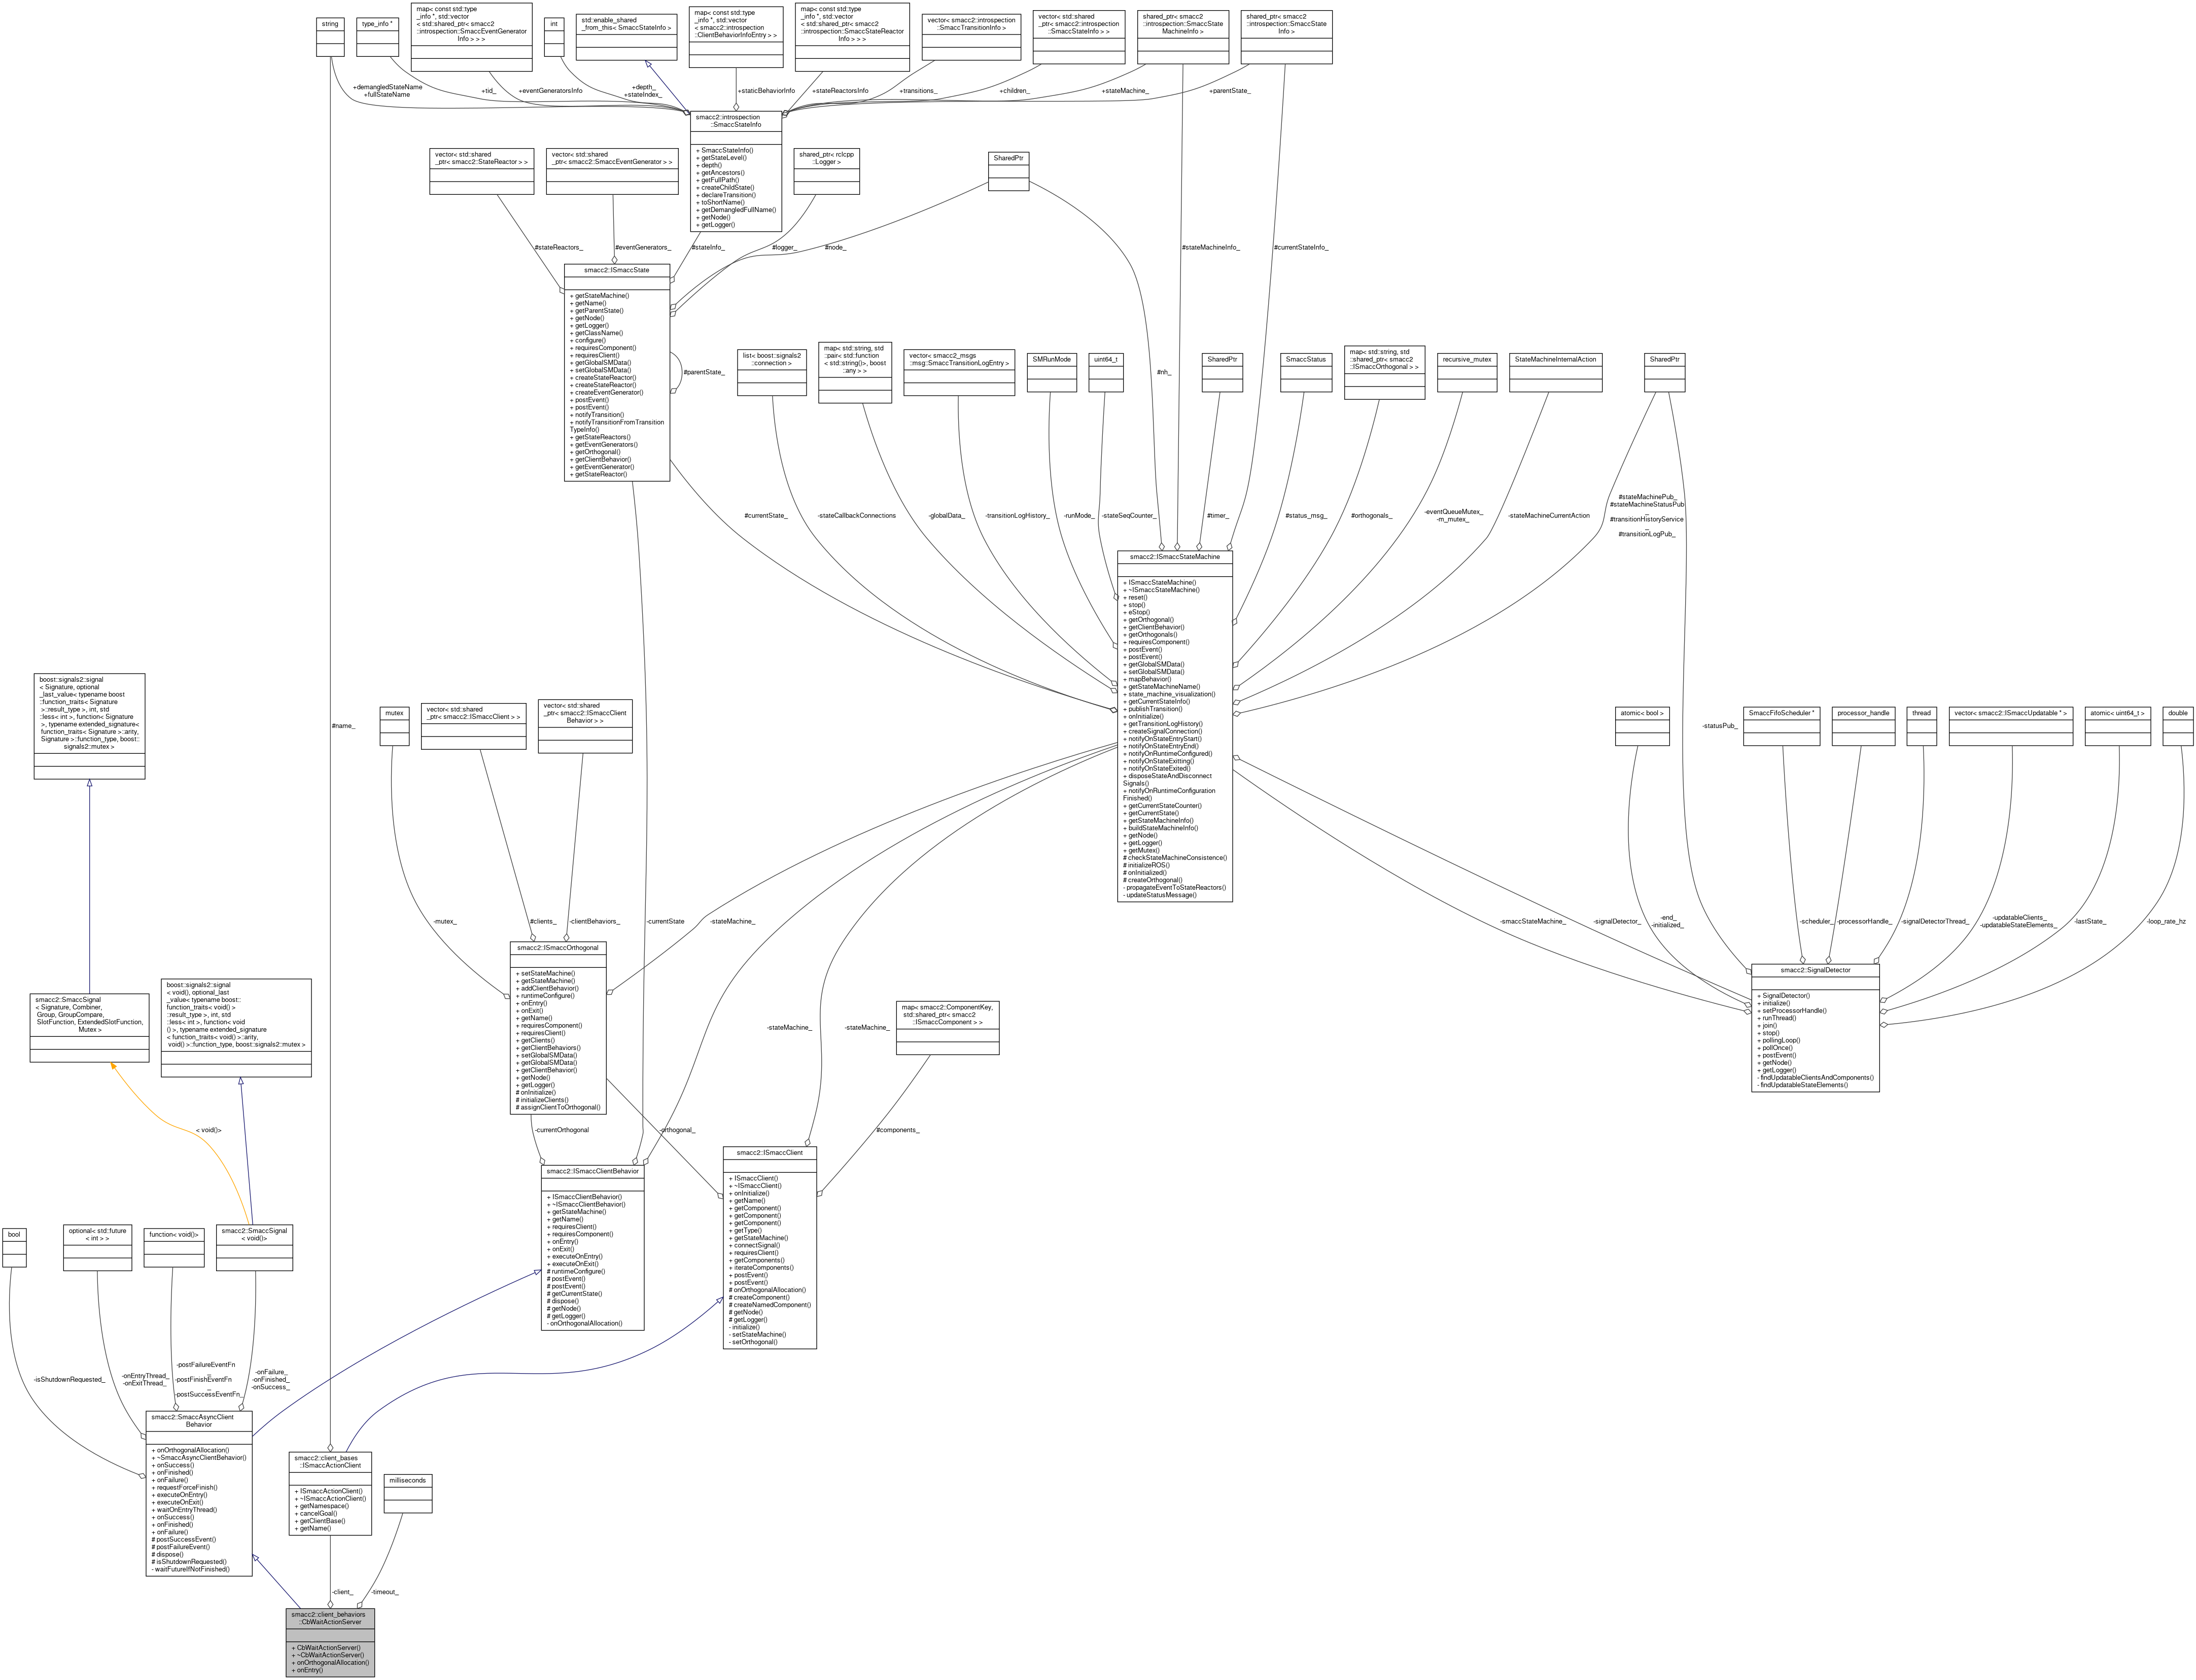 string
type_info *
map< const std::type
_info *, std::vector
< std::shared_ptr< smacc2
::introspection::SmaccEventGenerator
Info > > >
int
std::enable_shared
_from_this< SmaccStateInfo >
map< const std::type
_info *, std::vector
< smacc2::introspection
::ClientBehaviorInfoEntry > >
map< const std::type
_info *, std::vector
< std::shared_ptr< smacc2
::introspection::SmaccStateReactor
Info > > >
vector< smacc2::introspection
::SmaccTransitionInfo >
vector< std::shared
_ptr< smacc2::introspection
::SmaccStateInfo > >
shared_ptr< smacc2
::introspection::SmaccState
MachineInfo >
shared_ptr< smacc2
::introspection::SmaccState
Info >
+demangledStateName
+fullStateName
+tid_
+eventGeneratorsInfo
+depth_
+stateIndex_
+staticBehaviorInfo
+stateReactorsInfo
+transitions_
+children_
+stateMachine_
+parentState_
smacc2::introspection
::SmaccStateInfo
+ SmaccStateInfo()
+ getStateLevel()
+ depth()
+ getAncestors()
+ getFullPath()
+ createChildState()
+ declareTransition()
+ toShortName()
+ getDemangledFullName()
+ getNode()
+ getLogger()
vector< std::shared
_ptr< smacc2::StateReactor > >
vector< std::shared
_ptr< smacc2::SmaccEventGenerator > >
shared_ptr< rclcpp
::Logger >
SharedPtr
#stateReactors_
#eventGenerators_
#stateInfo_
#logger_
#node_
#stateMachineInfo_
#currentStateInfo_
smacc2::ISmaccState
+ getStateMachine()
+ getName()
+ getParentState()
+ getNode()
+ getLogger()
+ getClassName()
+ configure()
+ requiresComponent()
+ requiresClient()
+ getGlobalSMData()
+ setGlobalSMData()
+ createStateReactor()
+ createStateReactor()
+ createEventGenerator()
+ postEvent()
+ postEvent()
+ notifyTransition()
+ notifyTransitionFromTransition
TypeInfo()
+ getStateReactors()
+ getEventGenerators()
+ getOrthogonal()
+ getClientBehavior()
+ getEventGenerator()
+ getStateReactor()
#parentState_
list< boost::signals2
::connection >
map< std::string, std
::pair< std::function
< std::string()>, boost
::any > >
vector< smacc2_msgs
::msg::SmaccTransitionLogEntry >
SMRunMode
uint64_t
#nh_
SharedPtr
SmaccStatus
map< std::string, std
::shared_ptr< smacc2
::ISmaccOrthogonal > >
recursive_mutex
StateMachineInternalAction
SharedPtr
#currentState_
-stateCallbackConnections
-globalData_
-transitionLogHistory_
-runMode_
-stateSeqCounter_
#timer_
#status_msg_
#orthogonals_
-eventQueueMutex_
-m_mutex_
-stateMachineCurrentAction
#stateMachinePub_
#stateMachineStatusPub
_
#transitionHistoryService
_
#transitionLogPub_
smacc2::ISmaccStateMachine
+ ISmaccStateMachine()
+ ~ISmaccStateMachine()
+ reset()
+ stop()
+ eStop()
+ getOrthogonal()
+ getClientBehavior()
+ getOrthogonals()
+ requiresComponent()
+ postEvent()
+ postEvent()
+ getGlobalSMData()
+ setGlobalSMData()
+ mapBehavior()
+ getStateMachineName()
+ state_machine_visualization()
+ getCurrentStateInfo()
+ publishTransition()
+ onInitialize()
+ getTransitionLogHistory()
+ createSignalConnection()
+ notifyOnStateEntryStart()
+ notifyOnStateEntryEnd()
+ notifyOnRuntimeConfigured()
+ notifyOnStateExitting()
+ notifyOnStateExited()
+ disposeStateAndDisconnect
Signals()
+ notifyOnRuntimeConfiguration
Finished()
+ getCurrentStateCounter()
+ getCurrentState()
+ getStateMachineInfo()
+ buildStateMachineInfo()
+ getNode()
+ getLogger()
+ getMutex()
# checkStateMachineConsistence()
# initializeROS()
# onInitialized()
# createOrthogonal()
- propagateEventToStateReactors()
- updateStatusMessage()
boost::signals2::signal
< Signature, optional
_last_value< typename boost
::function_traits< Signature
>::result_type >, int, std
::less< int >, function< Signature
>, typename extended_signature<
function_traits< Signature >::arity,
Signature >::function_type, boost::
signals2::mutex >
#name_
mutex
vector< std::shared
_ptr< smacc2::ISmaccClient > >
vector< std::shared
_ptr< smacc2::ISmaccClient
Behavior > >
atomic< bool >
-statusPub_
SmaccFifoScheduler *
processor_handle
thread
vector< smacc2::ISmaccUpdatable * >
atomic< uint64_t >
double
-mutex_
#clients_
-clientBehaviors_
-currentState
-stateMachine_
-smaccStateMachine_
-signalDetector_
-end_
-initialized_
-scheduler_
-processorHandle_
-signalDetectorThread_
-updatableClients_
-updatableStateElements_
-lastState_
-loop_rate_hz
smacc2::ISmaccOrthogonal
+ setStateMachine()
+ getStateMachine()
+ addClientBehavior()
+ runtimeConfigure()
+ onEntry()
+ onExit()
+ getName()
+ requiresComponent()
+ requiresClient()
+ getClients()
+ getClientBehaviors()
+ setGlobalSMData()
+ getGlobalSMData()
+ getClientBehavior()
+ getNode()
+ getLogger()
# onInitialize()
# initializeClients()
# assignClientToOrthogonal()
smacc2::SignalDetector
+ SignalDetector()
+ initialize()
+ setProcessorHandle()
+ runThread()
+ join()
+ stop()
+ pollingLoop()
+ pollOnce()
+ postEvent()
+ getNode()
+ getLogger()
- findUpdatableClientsAndComponents()
- findUpdatableStateElements()
smacc2::SmaccSignal
< Signature, Combiner,
Group, GroupCompare,
SlotFunction, ExtendedSlotFunction,
Mutex >
boost::signals2::signal
< void(), optional_last
_value< typename boost::
function_traits< void() >
::result_type >, int, std
::less< int >, function< void
() >, typename extended_signature
< function_traits< void() >::arity,
void() >::function_type, boost::signals2::mutex >
-stateMachine_
-stateMachine_
map< smacc2::ComponentKey,
std::shared_ptr< smacc2
::ISmaccComponent > >
< void()>
-currentOrthogonal
-orthogonal_
#components_
smacc2::ISmaccClientBehavior
+ ISmaccClientBehavior()
+ ~ISmaccClientBehavior()
+ getStateMachine()
+ getName()
+ requiresClient()
+ requiresComponent()
+ onEntry()
+ onExit()
+ executeOnEntry()
+ executeOnExit()
# runtimeConfigure()
# postEvent()
# postEvent()
# getCurrentState()
# dispose()
# getNode()
# getLogger()
- onOrthogonalAllocation()
smacc2::ISmaccClient
+ ISmaccClient()
+ ~ISmaccClient()
+ onInitialize()
+ getName()
+ getComponent()
+ getComponent()
+ getComponent()
+ getType()
+ getStateMachine()
+ connectSignal()
+ requiresClient()
+ getComponents()
+ iterateComponents()
+ postEvent()
+ postEvent()
# onOrthogonalAllocation()
# createComponent()
# createNamedComponent()
# getNode()
# getLogger()
- initialize()
- setStateMachine()
- setOrthogonal()
bool
optional< std::future
< int > >
function< void()>
smacc2::SmaccSignal
< void()>
-isShutdownRequested_
-onEntryThread_
-onExitThread_
-postFailureEventFn
_
-postFinishEventFn
_
-postSuccessEventFn_
-onFailure_
-onFinished_
-onSuccess_
smacc2::SmaccAsyncClient
Behavior
+ onOrthogonalAllocation()
+ ~SmaccAsyncClientBehavior()
+ onSuccess()
+ onFinished()
+ onFailure()
+ requestForceFinish()
+ executeOnEntry()
+ executeOnExit()
+ waitOnEntryThread()
+ onSuccess()
+ onFinished()
+ onFailure()
# postSuccessEvent()
# postFailureEvent()
# dispose()
# isShutdownRequested()
- waitFutureIfNotFinished()
smacc2::client_bases
::ISmaccActionClient
+ ISmaccActionClient()
+ ~ISmaccActionClient()
+ getNamespace()
+ cancelGoal()
+ getClientBase()
+ getName()
milliseconds
-client_
-timeout_
smacc2::client_behaviors
::CbWaitActionServer
+ CbWaitActionServer()
+ ~CbWaitActionServer()
+ onOrthogonalAllocation()
+ onEntry()